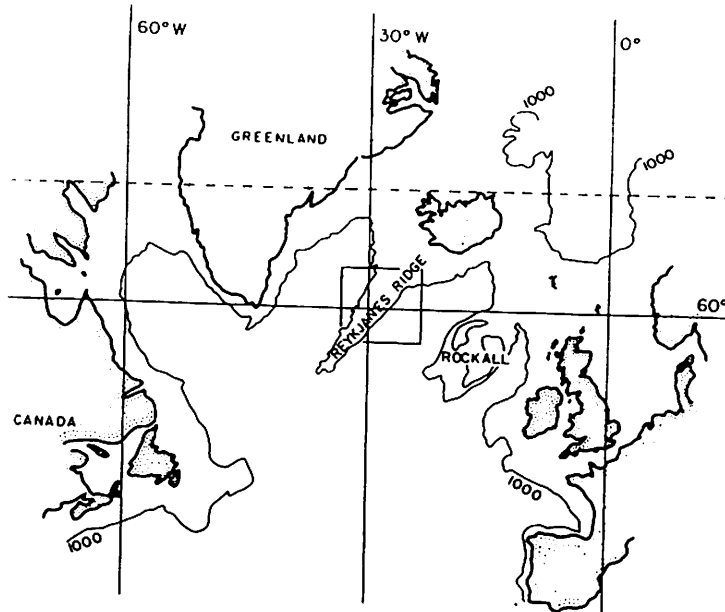 60° W
30° W
0°
1000
1000
GREENLAND
REYKJANES RIDGE
60°
ROCKALL
CANADA
1000
1000